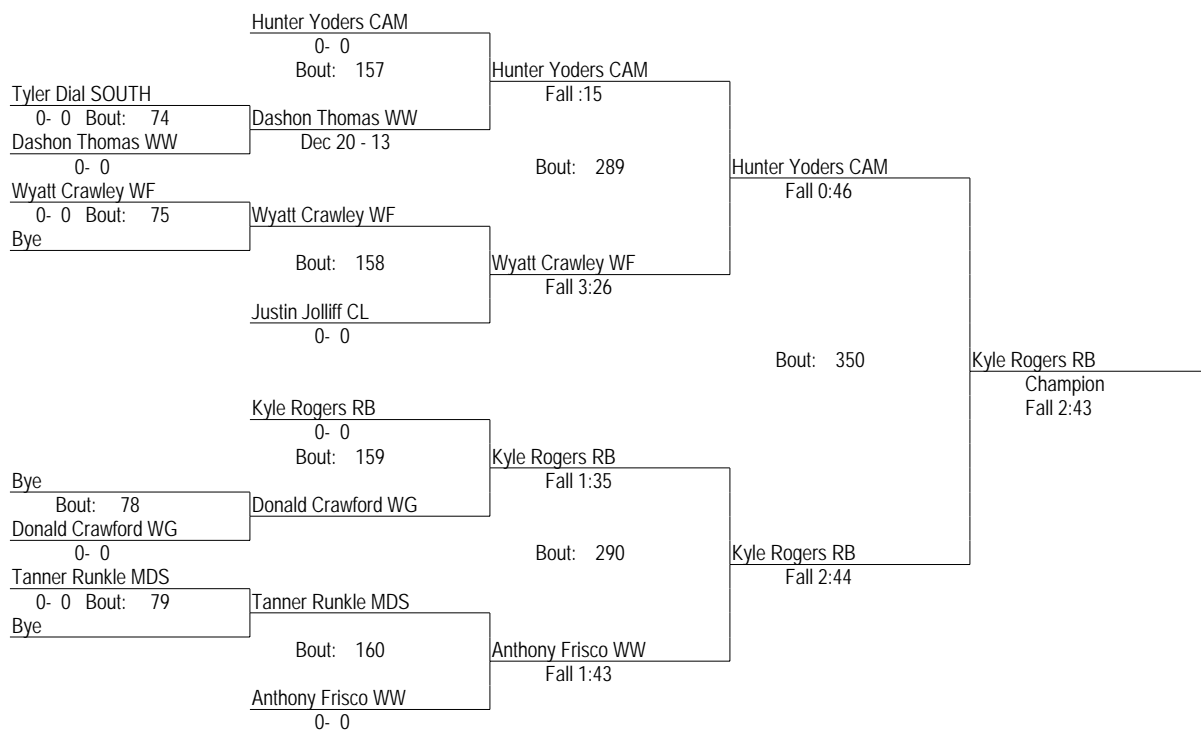 Hunter Yoders CAM
0- 0
Bout: 157
Hunter Yoders CAM
Fall :15
Tyler Dial SOUTH
0- 0 Bout: 74
Dashon Thomas WW
Dec 20 - 13
Dashon Thomas WW
0- 0
Bout: 289
Hunter Yoders CAM
Fall 0:46
Wyatt Crawley WF
0- 0 Bout: 75
Wyatt Crawley WF
Bye
Bout: 158
Wyatt Crawley WF
Fall 3:26
Justin Jolliff CL
0- 0
Bout: 350
Kyle Rogers RB
Champion
Fall 2:43
Kyle Rogers RB
0- 0
Bout: 159
Kyle Rogers RB
Fall 1:35
Bye
Bout: 78
Donald Crawford WG
Donald Crawford WG
0- 0
Bout: 290
Kyle Rogers RB
Fall 2:44
Tanner Runkle MDS
0- 0 Bout: 79
Tanner Runkle MDS
Bye
Bout: 160
Anthony Frisco WW
Fall 1:43
Anthony Frisco WW
0- 0